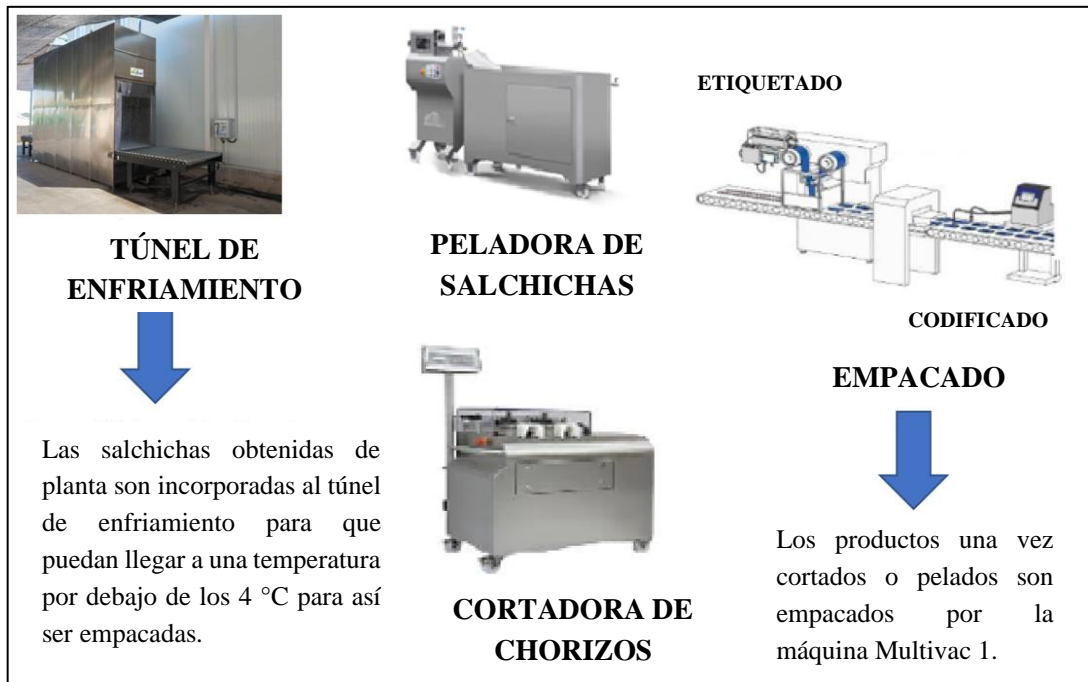 TÚNEL DE
ENFRIAMIENTO
Las salchichas obtenidas de
planta son incorporadas al túnel
de enfriamiento para que
puedan llegar a una temperatura
por debajo de los 4 °C para así
ser empacadas.
PELADORA DE
SALCHICHAS
CORTADORA DE
CHORIZOS
ETIQUETADO
CODIFICADO
EMPACADO
Los productos una vez
cortados o pelados son
empacados por la
máquina Multivac 1.